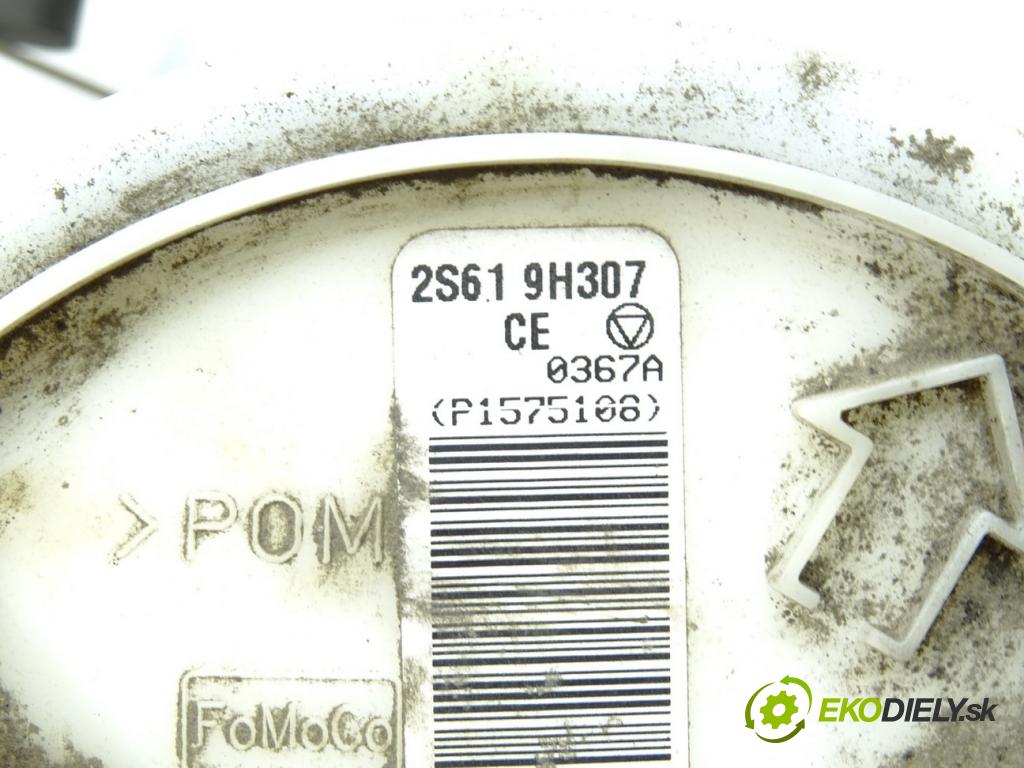 2S61 9H307
CE
0367A
(P1575108)
>POM
FoMoCo
EKODIELY.sk